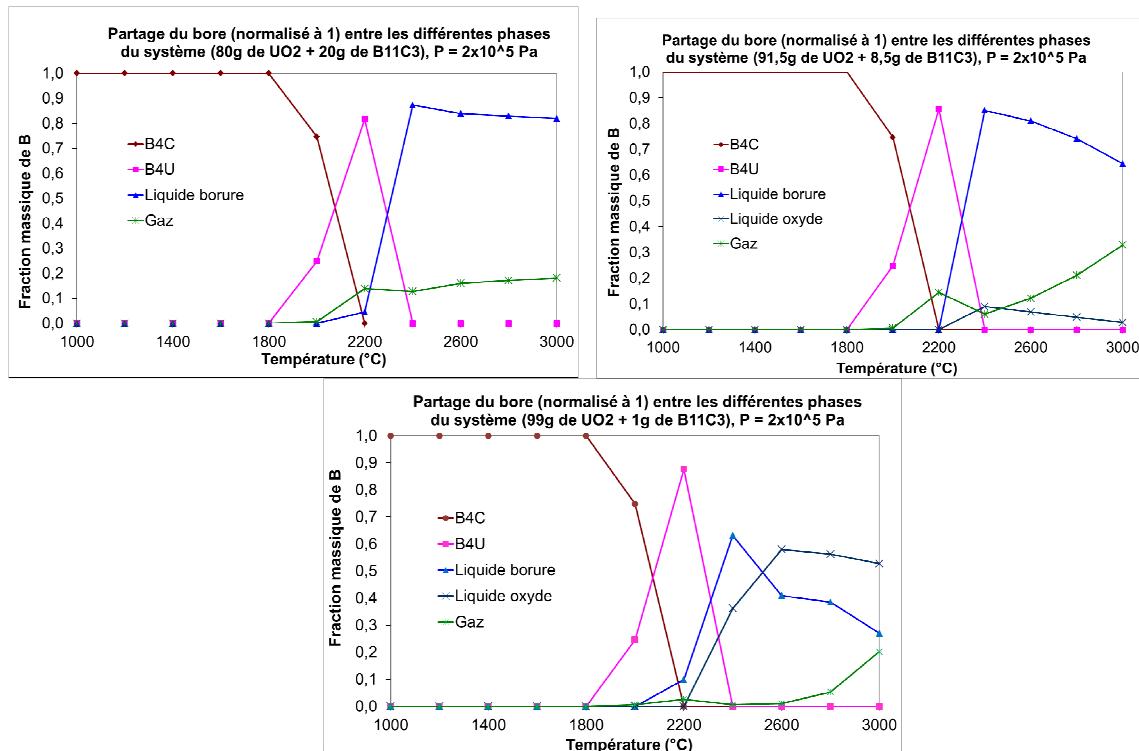 Partage du bore (normalisé à 1) entre les différentes phases
du système (80g de UO2 + 20g de B11C3), P = 2x10^5 Pa
Fraction massique de B
1,0
0,9
0,8
0,7
0,6
0,5
0,4
0,3
0,2
0,1
0,0
B4C
B4U
Liquide borure
Gaz
1000
1400
1800
2200
2600
3000
Température (°C)
Partage du bore (normalisé à 1) entre les différentes phases
du système (91,5g de UO2 + 8,5g de B11C3), P = 2x10^5 Pa
Fraction massique de B
1,0
0,9
0,8
0,7
0,6
0,5
0,4
0,3
0,2
0,1
0,0
B4C
B4U
Liquide borure
Liquide oxyde
Gaz
1000
1400
1800
2200
2600
3000
Température (°C)
Partage du bore (normalisé à 1) entre les différentes phases
du système (99g de UO2 + 1g de B11C3), P = 2x10^5 Pa
Fraction massique de B
1,0
0,9
0,8
0,7
0,6
0,5
0,4
0,3
0,2
0,1
0,0
B4C
B4U
Liquide borure
Liquide oxyde
Gaz
1000
1400
1800
2200
2600
3000
Température (°C)